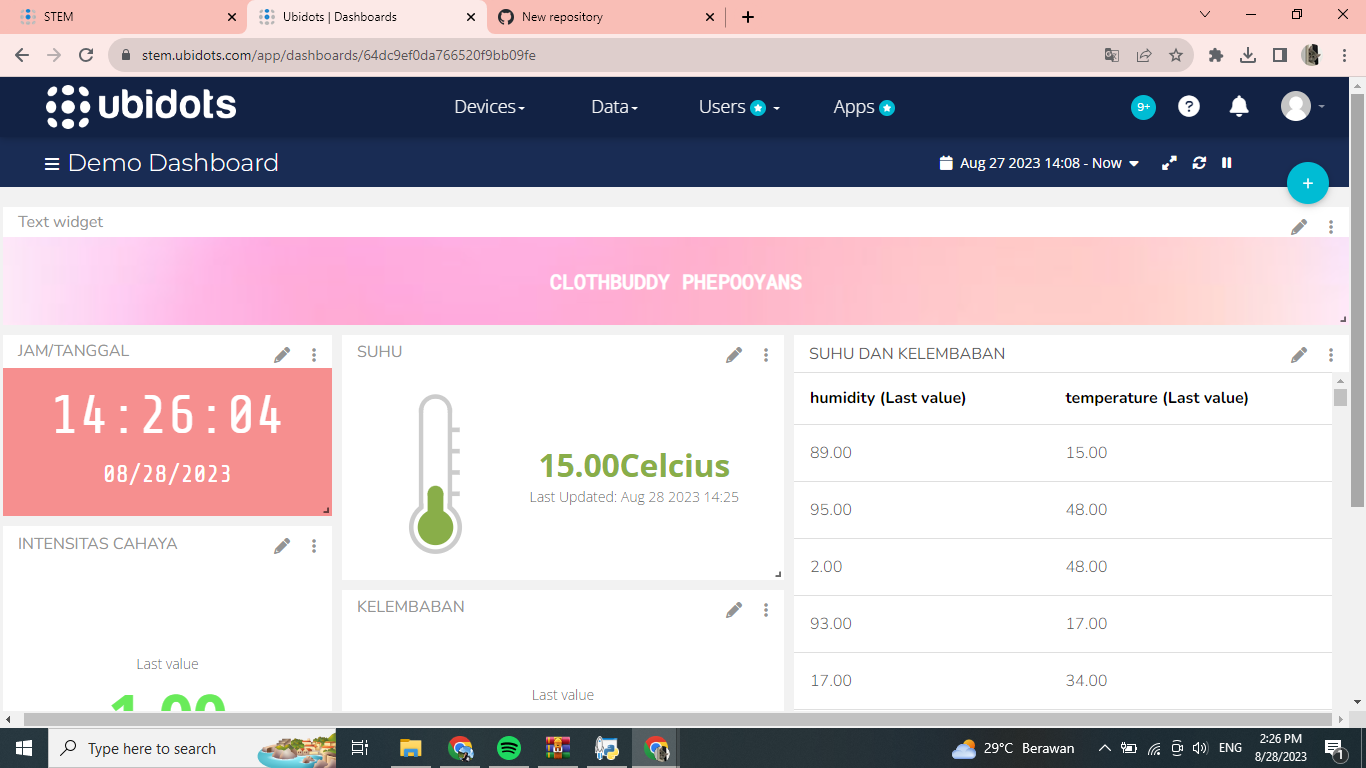 STEM
Ubidots | Dashboards
New repository
stem.ubidots.com/app/dashboards/64dc9ef0da766520f9bb09fe
ubidots
Devices
Data
Users
Apps
9+
?
Demo Dashboard
Aug 27 2023 14:08 - Now
Text widget
CLOTHBUDDY PHEPOOYANS
JAM/TANGGAL
14:26:04
08/28/2023
INTENSITAS CAHAYA
Last value
1.00
SUHU
15.00Celcius
Last Updated: Aug 28 2023 14:25
KELEMBABAN
Last value
SUHU DAN KELEMBABAN
humidity (Last value) temperature (Last value)
89.00 15.00
95.00 48.00
2.00 48.00
93.00 17.00
17.00 34.00
Type here to search
29°C Berawan
ENG
2:26 PM
8/28/2023
1